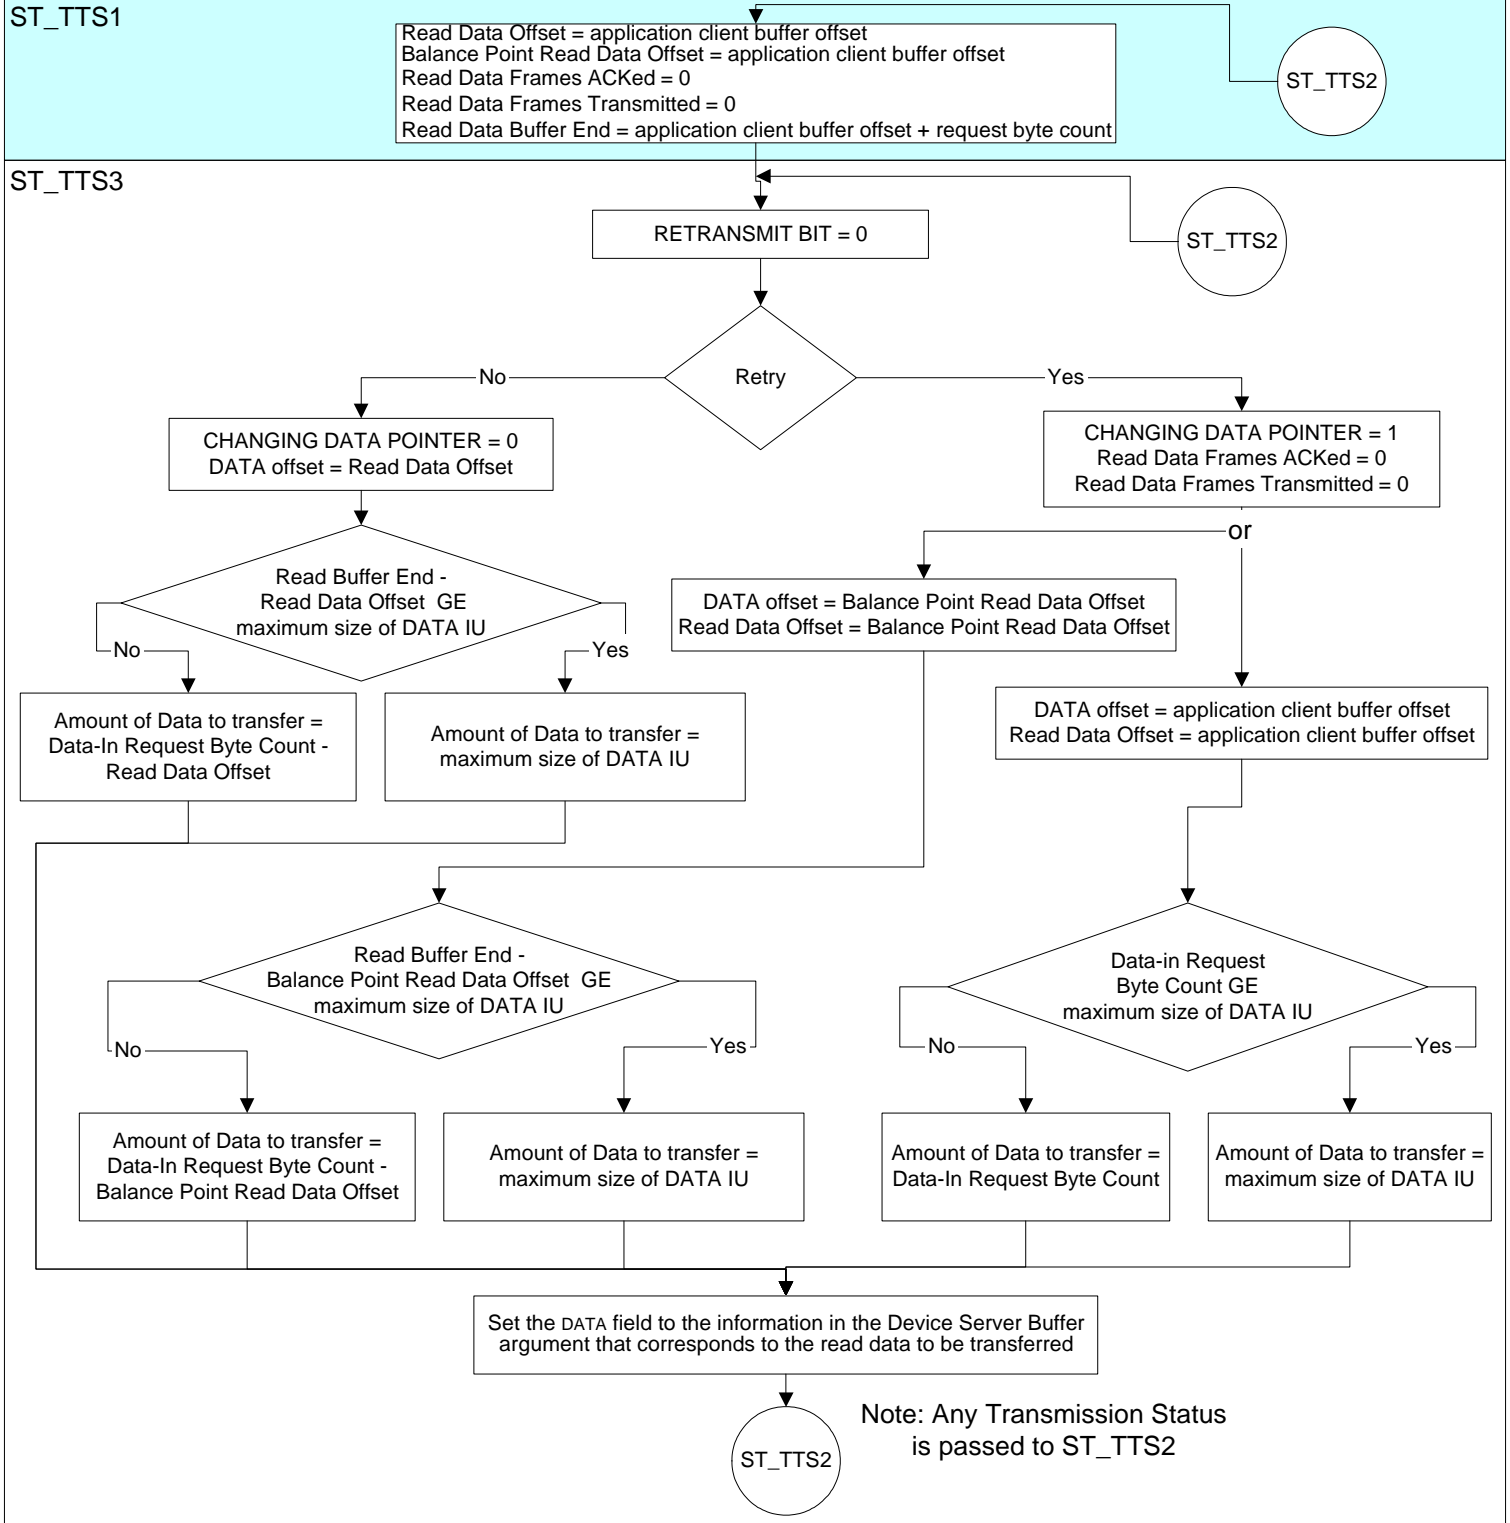 ST_TTS1
Read Data Offset = application client buffer offset
Balance Point Read Data Offset = application client buffer offset
Read Data Frames ACKed = 0
Read Data Frames Transmitted = 0
Read Data Buffer End = application client buffer offset + request byte count
ST_TTS2
ST_TTS3
RETRANSMIT BIT = 0
ST_TTS2
Retry
No
Yes
CHANGING DATA POINTER = 0
DATA offset = Read Data Offset
CHANGING DATA POINTER = 1
Read Data Frames ACKed = 0
Read Data Frames Transmitted = 0
or
Read Buffer End -
Read Data Offset GE
maximum size of DATA IU
No
Yes
DATA offset = Balance Point Read Data Offset
Read Data Offset = Balance Point Read Data Offset
Amount of Data to transfer =
Data-In Request Byte Count -
Read Data Offset
Amount of Data to transfer =
maximum size of DATA IU
DATA offset = application client buffer offset
Read Data Offset = application client buffer offset
Read Buffer End -
Balance Point Read Data Offset GE
maximum size of DATA IU
No
Yes
Data-in Request
Byte Count GE
maximum size of DATA IU
No
Yes
Amount of Data to transfer =
Data-In Request Byte Count -
Balance Point Read Data Offset
Amount of Data to transfer =
maximum size of DATA IU
Amount of Data to transfer =
Data-In Request Byte Count
Amount of Data to transfer =
maximum size of DATA IU
Set the DATA field to the information in the Device Server Buffer
argument that corresponds to the read data to be transferred
ST_TTS2
Note: Any Transmission Status
is passed to ST_TTS2